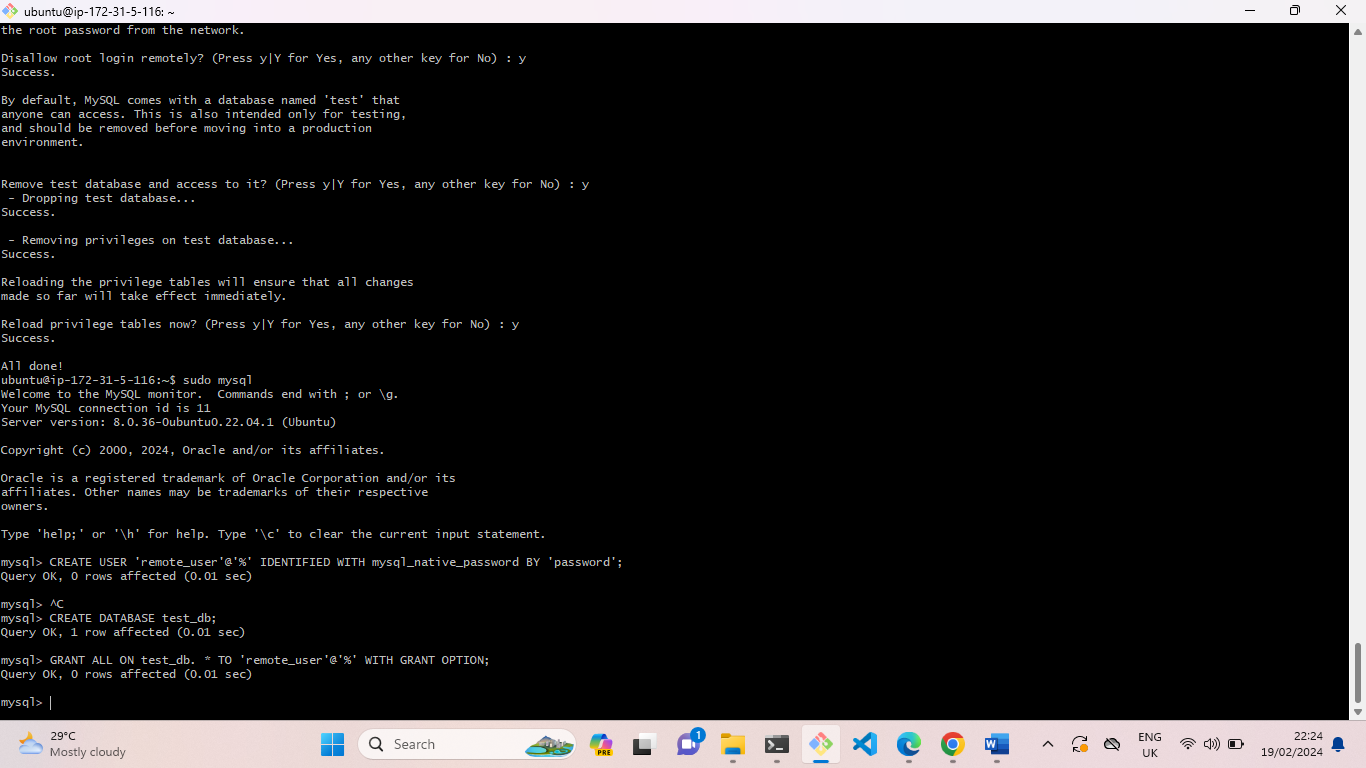 ubuntu@ip-172-31-5-116: ~
the root password from the network.
Disallow root login remotely? (Press y|Y for Yes, any other key for No) : y
Success.
By default, MySQL comes with a database named 'test' that
anyone can access. This is also intended only for testing,
and should be removed before moving into a production
environment.
Remove test database and access to it? (Press y|Y for Yes, any other key for No) : y
 - Dropping test database...
Success.
 - Removing privileges on test database...
Success.
Reloading the privilege tables will ensure that all changes
made so far will take effect immediately.
Reload privilege tables now? (Press y|Y for Yes, any other key for No) : y
Success.
All done!
ubuntu@ip-172-31-5-116:~$ sudo mysql
Welcome to the MySQL monitor.  Commands end with ; or \g.
Your MySQL connection id is 11
Server version: 8.0.36-0ubuntu0.22.04.1 (Ubuntu)
Copyright (c) 2000, 2024, Oracle and/or its affiliates.
Oracle is a registered trademark of Oracle Corporation and/or its
affiliates. Other names may be trademarks of their respective
owners.
Type 'help;' or '\h' for help. Type '\c' to clear the current input statement.
mysql> CREATE USER 'remote_user'@'%' IDENTIFIED WITH mysql_native_password BY 'password';
Query OK, 0 rows affected (0.01 sec)
mysql> ^C
mysql> CREATE DATABASE test_db;
Query OK, 1 row affected (0.01 sec)
mysql> GRANT ALL ON test_db. * TO 'remote_user'@'%' WITH GRANT OPTION;
Query OK, 0 rows affected (0.01 sec)
mysql>
29°C
Mostly cloudy
Search
PRE
1
W
ENG
UK
22:24
19/02/2024